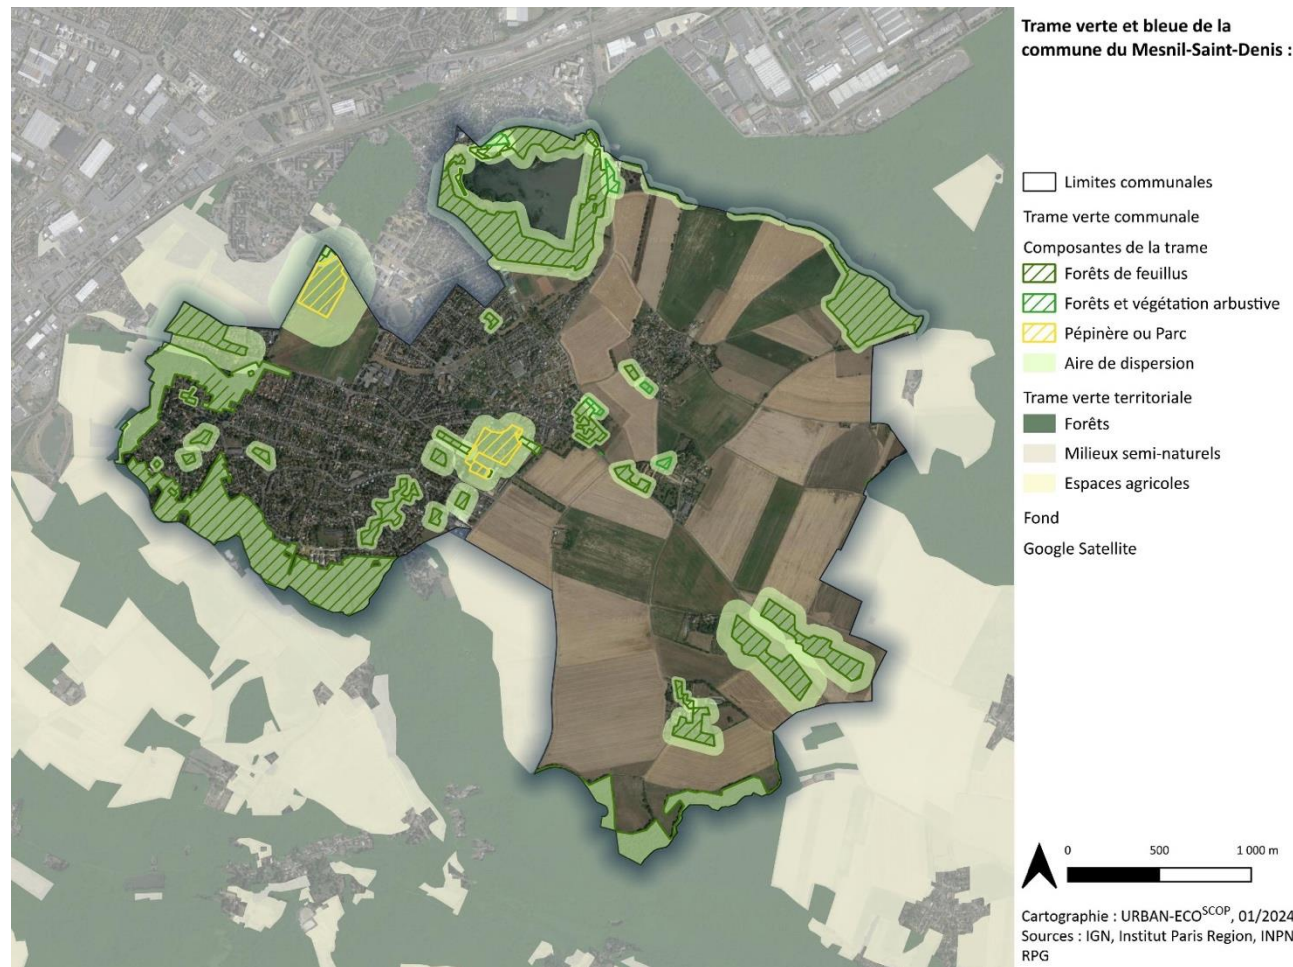 Trame verte et bleue de la
commune du Mesnil-Saint-Denis :
Limites communales
Trame verte communale
Composantes de la trame
Forêts de feuillus
Forêts et végétation arbustive
Pépinère ou Parc
Aire de dispersion
Trame verte territoriale
Forêts
Milieux semi-naturels
Espaces agricoles
Fond
Google Satellite
0 500 1 000 m
Cartographie : URBAN-ECOSCOP, 01/2024
Sources : IGN, Institut Paris Region, INPN
RPG